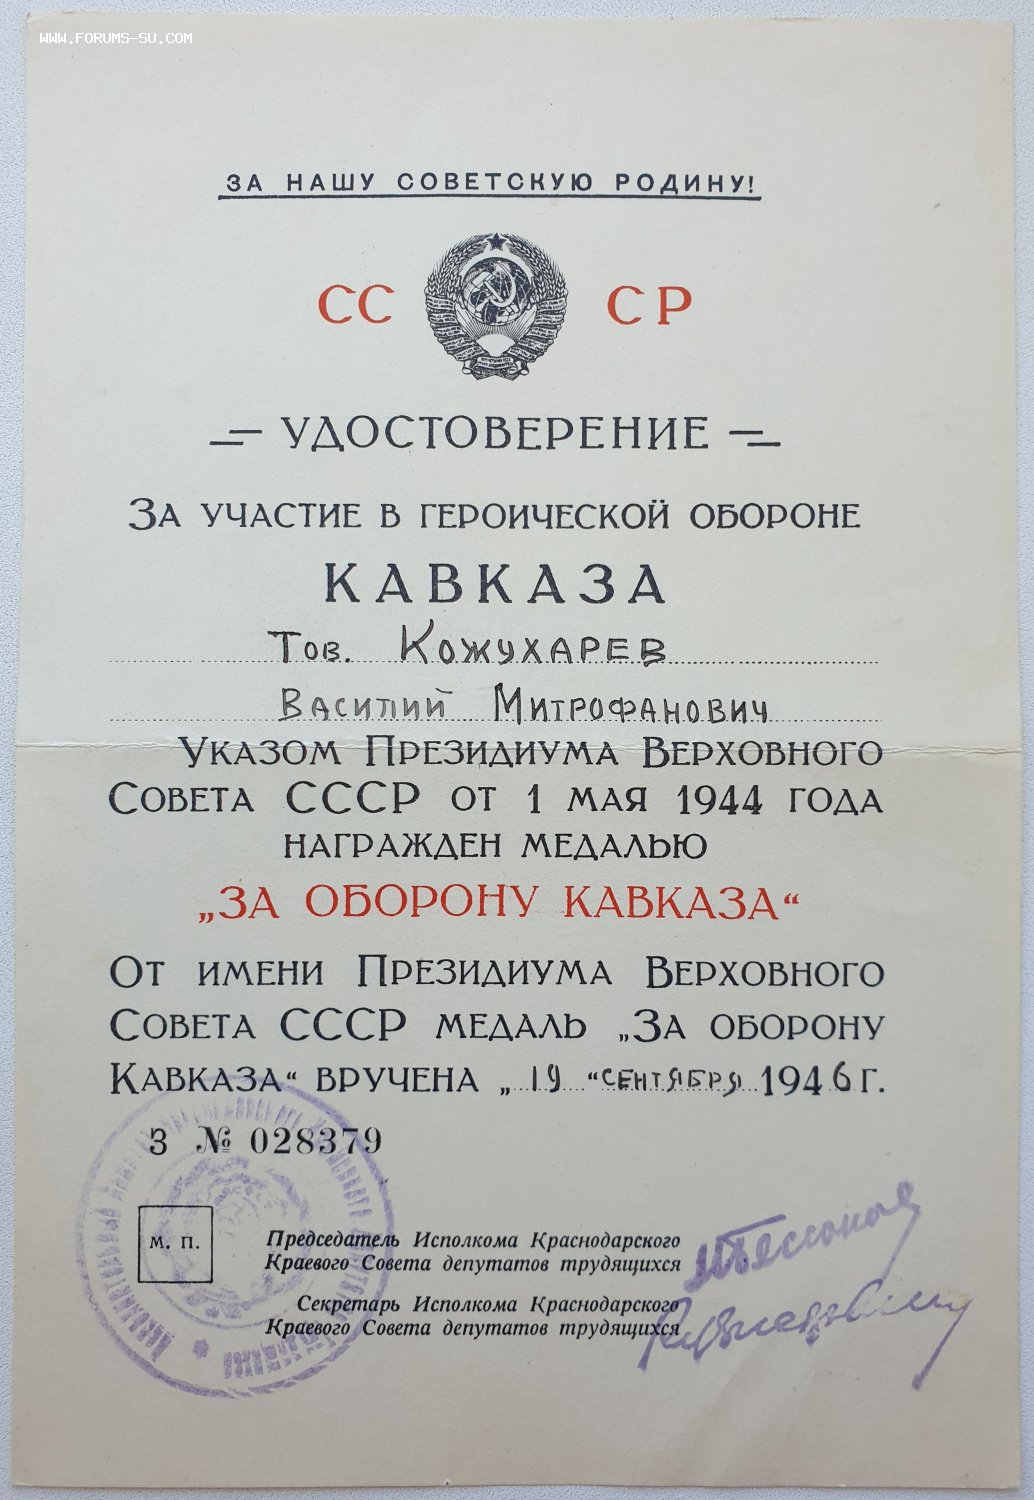 WWW.FORUMS-SU.COM
ЗА НАШУ СОВЕТСКУЮ РОДИНУ!
СС СР
УДОСТОВЕРЕНИЕ
ЗА УЧАСТИЕ В ГЕРОИЧЕСКОЙ ОБОРОНЕ
КАВКАЗА
Тов. КОЖУХАРЕВ
ВАСИЛИЙ МИТРОФАНОВИЧ
УКАЗОМ ПРЕЗИДИУМА ВЕРХОВНОГО
СОВЕТА СССР ОТ 1 МАЯ 1944 ГОДА
НАГРАЖДЕН МЕДАЛЬЮ
„ЗА ОБОРОНУ КАВКАЗА“
ОТ ИМЕНИ ПРЕЗИДИУМА ВЕРХОВНОГО
СОВЕТА СССР МЕДАЛЬ „ЗА ОБОРОНУ
КАВКАЗА“ ВРУЧЕНА „19“ СЕНТЯБРЯ 1946 Г.
З № 028379
М. П.
Председатель Исполкома Краснодарского
Краевого Совета депутатов трудящихся
Секретарь Исполкома Краснодарского
Краевого Совета депутатов трудящихся